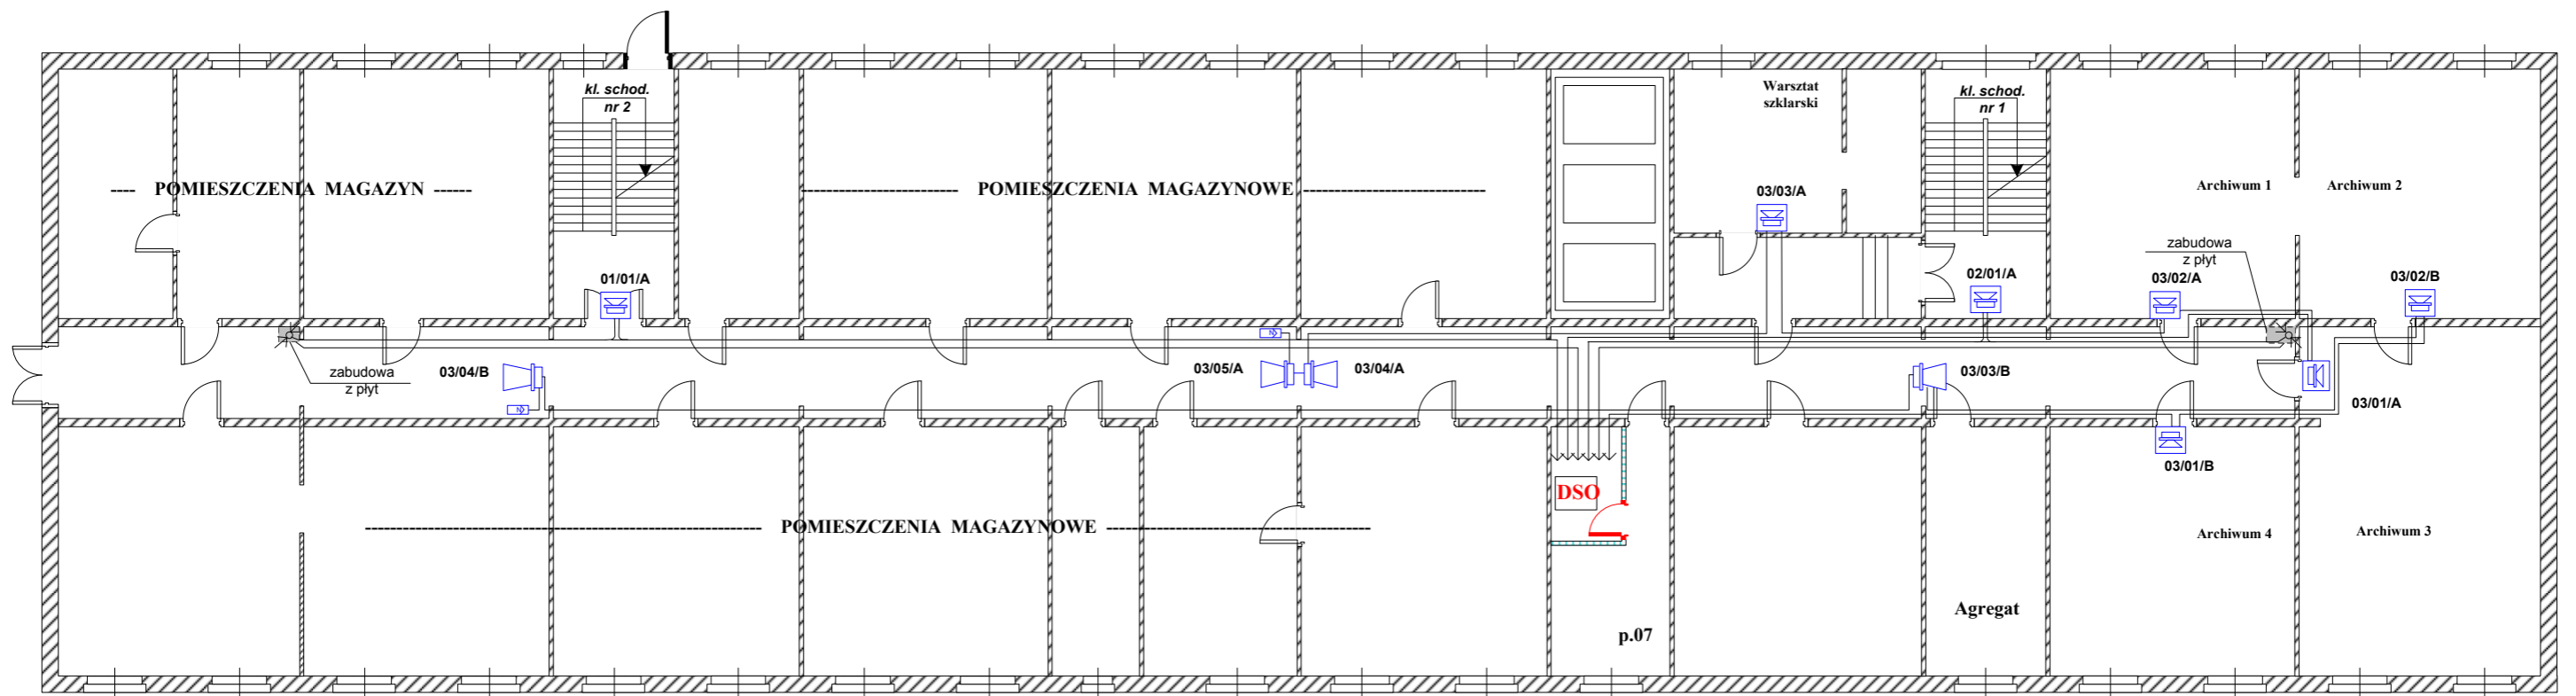 kl. schod.
nr 2
Warsztat
szklarski
kl. schod.
nr 1
---- POMIESZCZENIA MAGAZYN ------
POMIESZCZENIA MAGAZYNOWE
03/03/A
Archiwum 1
Archiwum 2
zabudowa
z płyt
01/01/A
02/01/A
03/02/A
03/02/B
zabudowa
z płyt
03/04/B
03/05/A
03/04/A
03/03/B
03/01/A
03/01/B
DSO
POMIESZCZENIA MAGAZYNOWE
Archiwum 4
Archiwum 3
Agregat
p.07